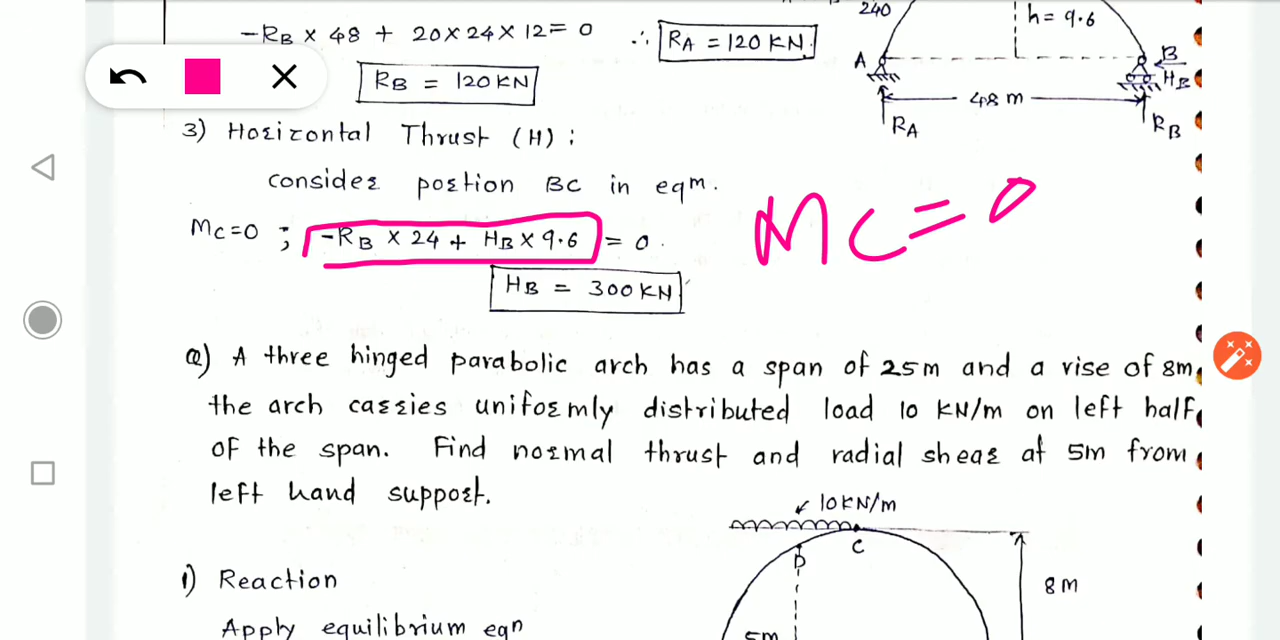 240
h = 9.6
-RB × 48 + 20 × 24 × 12 = 0 ∴ RA = 120 KN
RB = 120 KN
A
B
HB
48 m
RA
RB
3) Horizontal Thrust (H) :
consider portion BC in eqm.
Mc=0 ; -RB × 24 + HB × 9.6 = 0.
Mc=0
HB = 300 KN
Q) A three hinged parabolic arch has a span of 25m and a rise of 8m
the arch carries uniformly distributed load 10 KN/m on left half
of the span. Find normal thrust and radial shear at 5m from
left hand support.
10KN/m
C
D
8 M
5m
1) Reaction
Apply equilibrium eqn